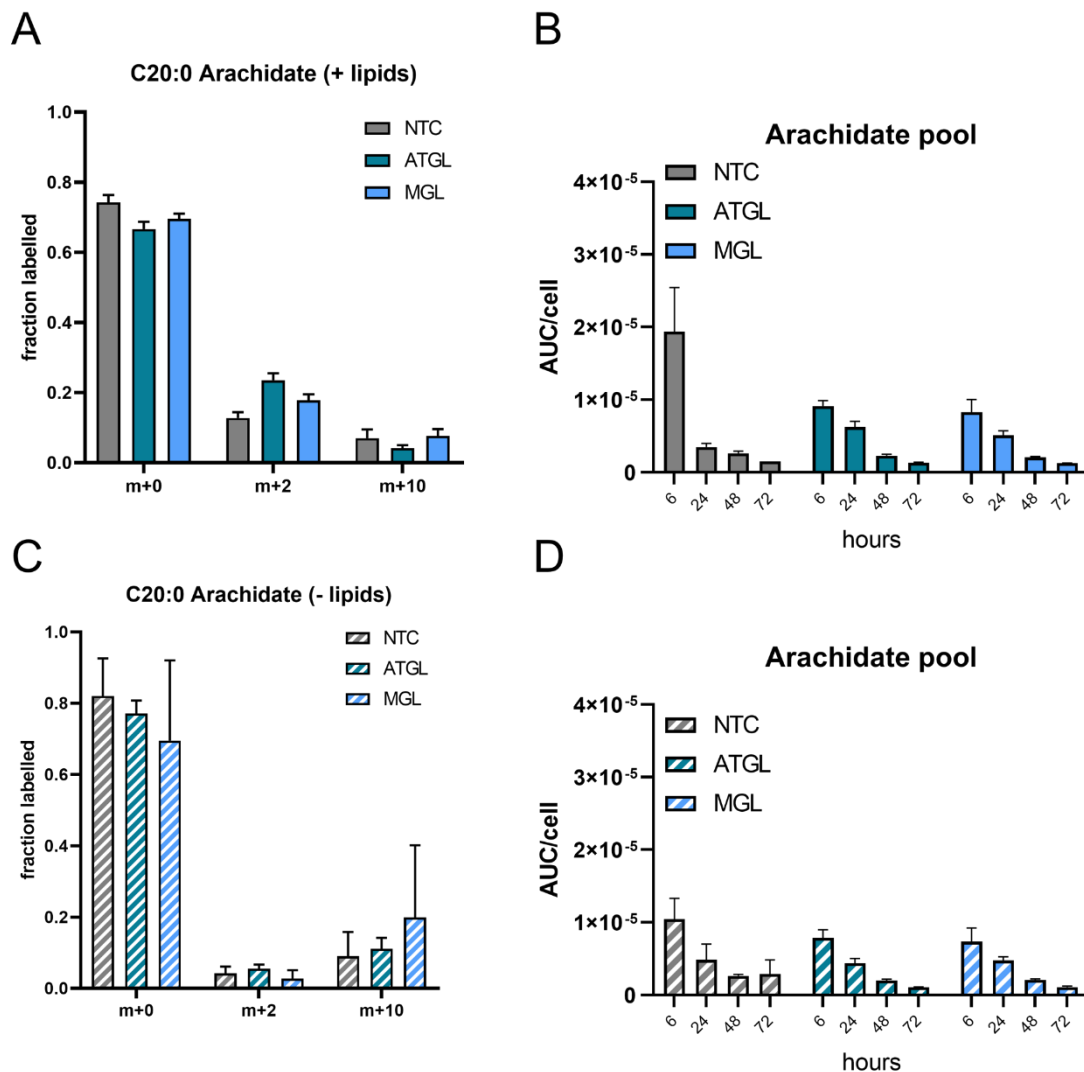 A
C20:0 Arachidate (+ lipids)
fraction labelled
1.0
0.8
0.6
0.4
0.2
0.0
NTC
ATGL
MGL
m+0 m+2 m+10
B
Arachidate pool
AUC/cell
4×10⁻⁵
3×10⁻⁵
2×10⁻⁵
1×10⁻⁵
0
NTC
ATGL
MGL
6 24 48 72 6 24 48 72 6 24 48 72
hours
C
C20:0 Arachidate (- lipids)
fraction labelled
1.0
0.8
0.6
0.4
0.2
0.0
NTC
ATGL
MGL
m+0 m+2 m+10
D
Arachidate pool
AUC/cell
4×10⁻⁵
3×10⁻⁵
2×10⁻⁵
1×10⁻⁵
0
NTC
ATGL
MGL
6 24 48 72 6 24 48 72 6 24 48 72
hours